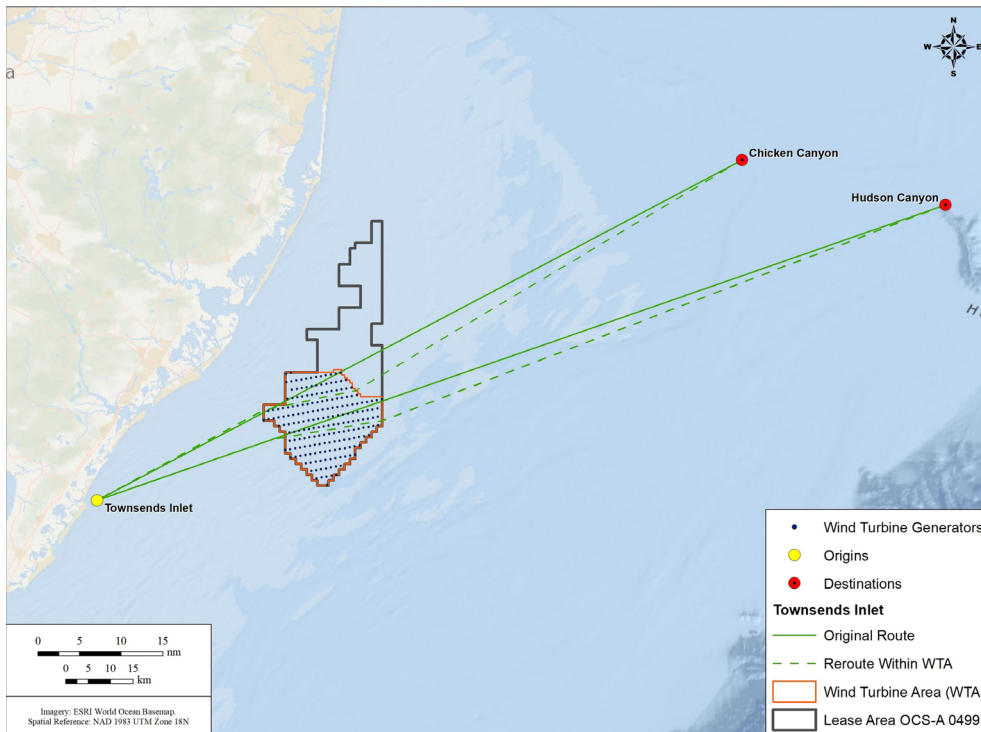 a
N
W
E
S
Chicken Canyon
Hudson Canyon
H
Townsends Inlet
Wind Turbine Generators
Origins
Destinations
Townsends Inlet
Original Route
Reroute Within WTA
Wind Turbine Area (WTA
Lease Area OCS-A 0499
0 5 10 15
nm
0 5 10 15
km
Imagery: ESRI World Ocean Basemap.
Spatial Reference: NAD 1983 UTM Zone 18N